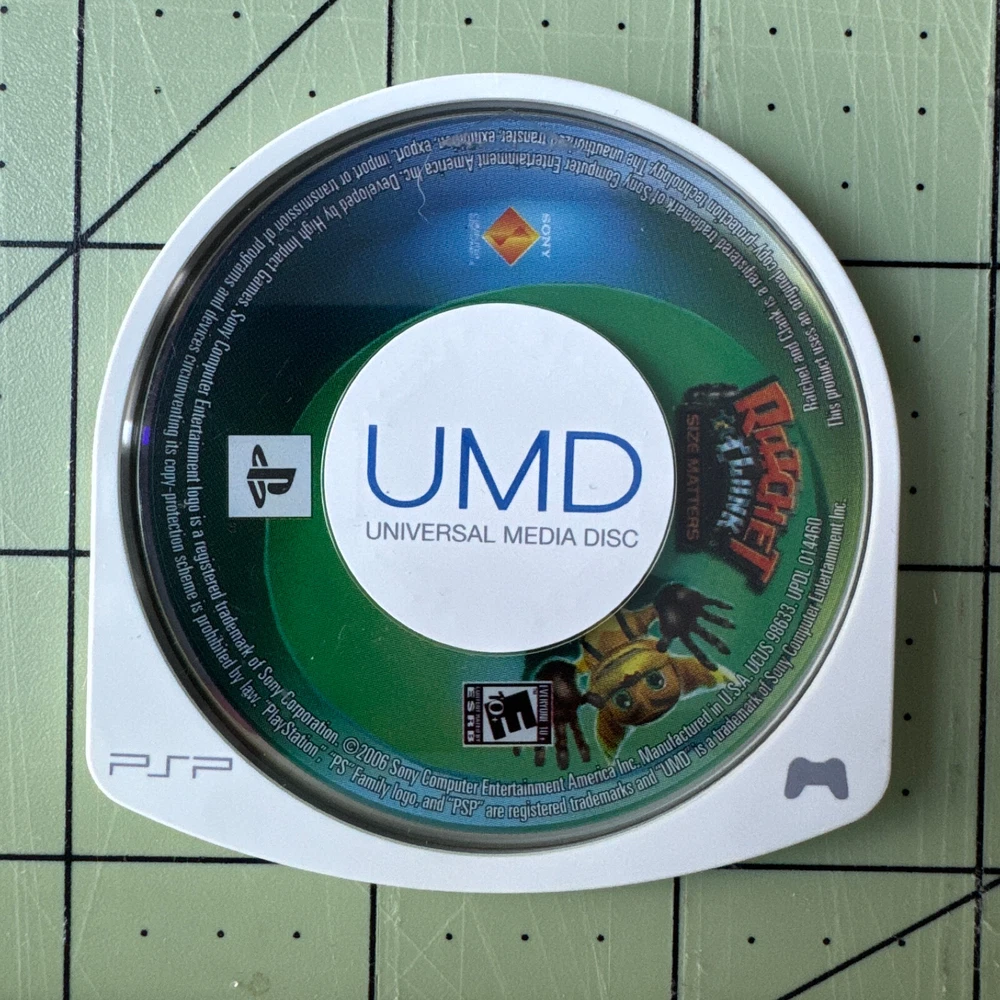 UMD
UNIVERSAL MEDIA DISC
PSP
SONY
RATCHET
CLANK
SIZE MATTERS
EVERYONE 10+
E
10+
ESRB
Ratchet and Clank is a registered trademark of Sony Computer Entertainment America Inc. Developed by High Impact Games. Sony Computer Entertainment logo is a registered trademark of Sony Corporation. ©2006 Sony Computer Entertainment America Inc. Manufactured in U.S.A. UCUS 98633 UPDL 014460
This product uses an original copy-protection technology. The unauthorized transfer, exhibition, export, import or transmission of programs and devices circumventing its copy-protection scheme is prohibited by law. "PlayStation", "PS" Family logo, and "PSP" are registered trademarks and "UMD" is a trademark of Sony Computer Entertainment Inc.